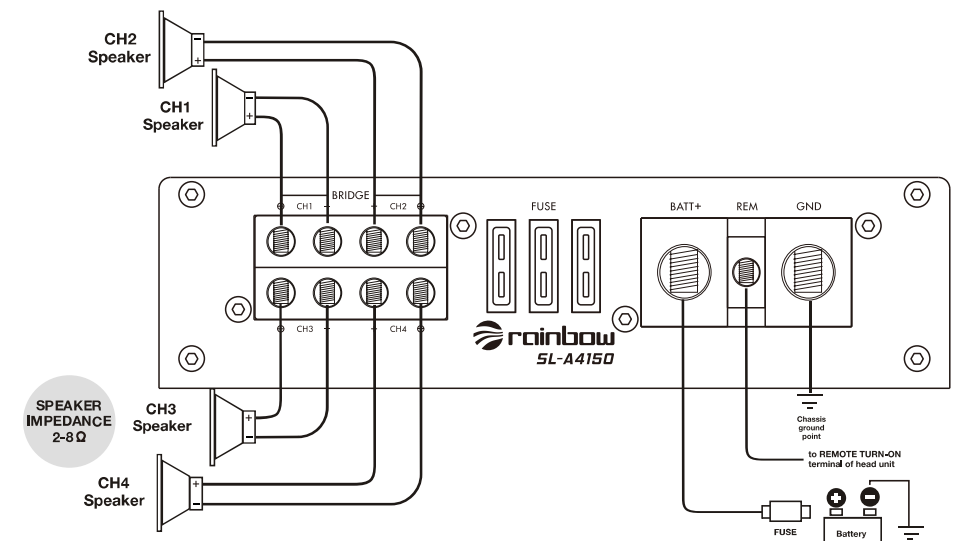 CH2
Speaker
CH1
Speaker
BRIDGE
⊕ CH1 − − CH2 ⊕
FUSE
BATT+ REM GND
⊕ CH3 − − CH4 ⊕
rainbow
SL-A4150
SPEAKER
IMPEDANCE
2-8 Ω
CH3
Speaker
CH4
Speaker
Chassis
ground
point
to REMOTE TURN-ON
terminal of head unit
FUSE
Battery